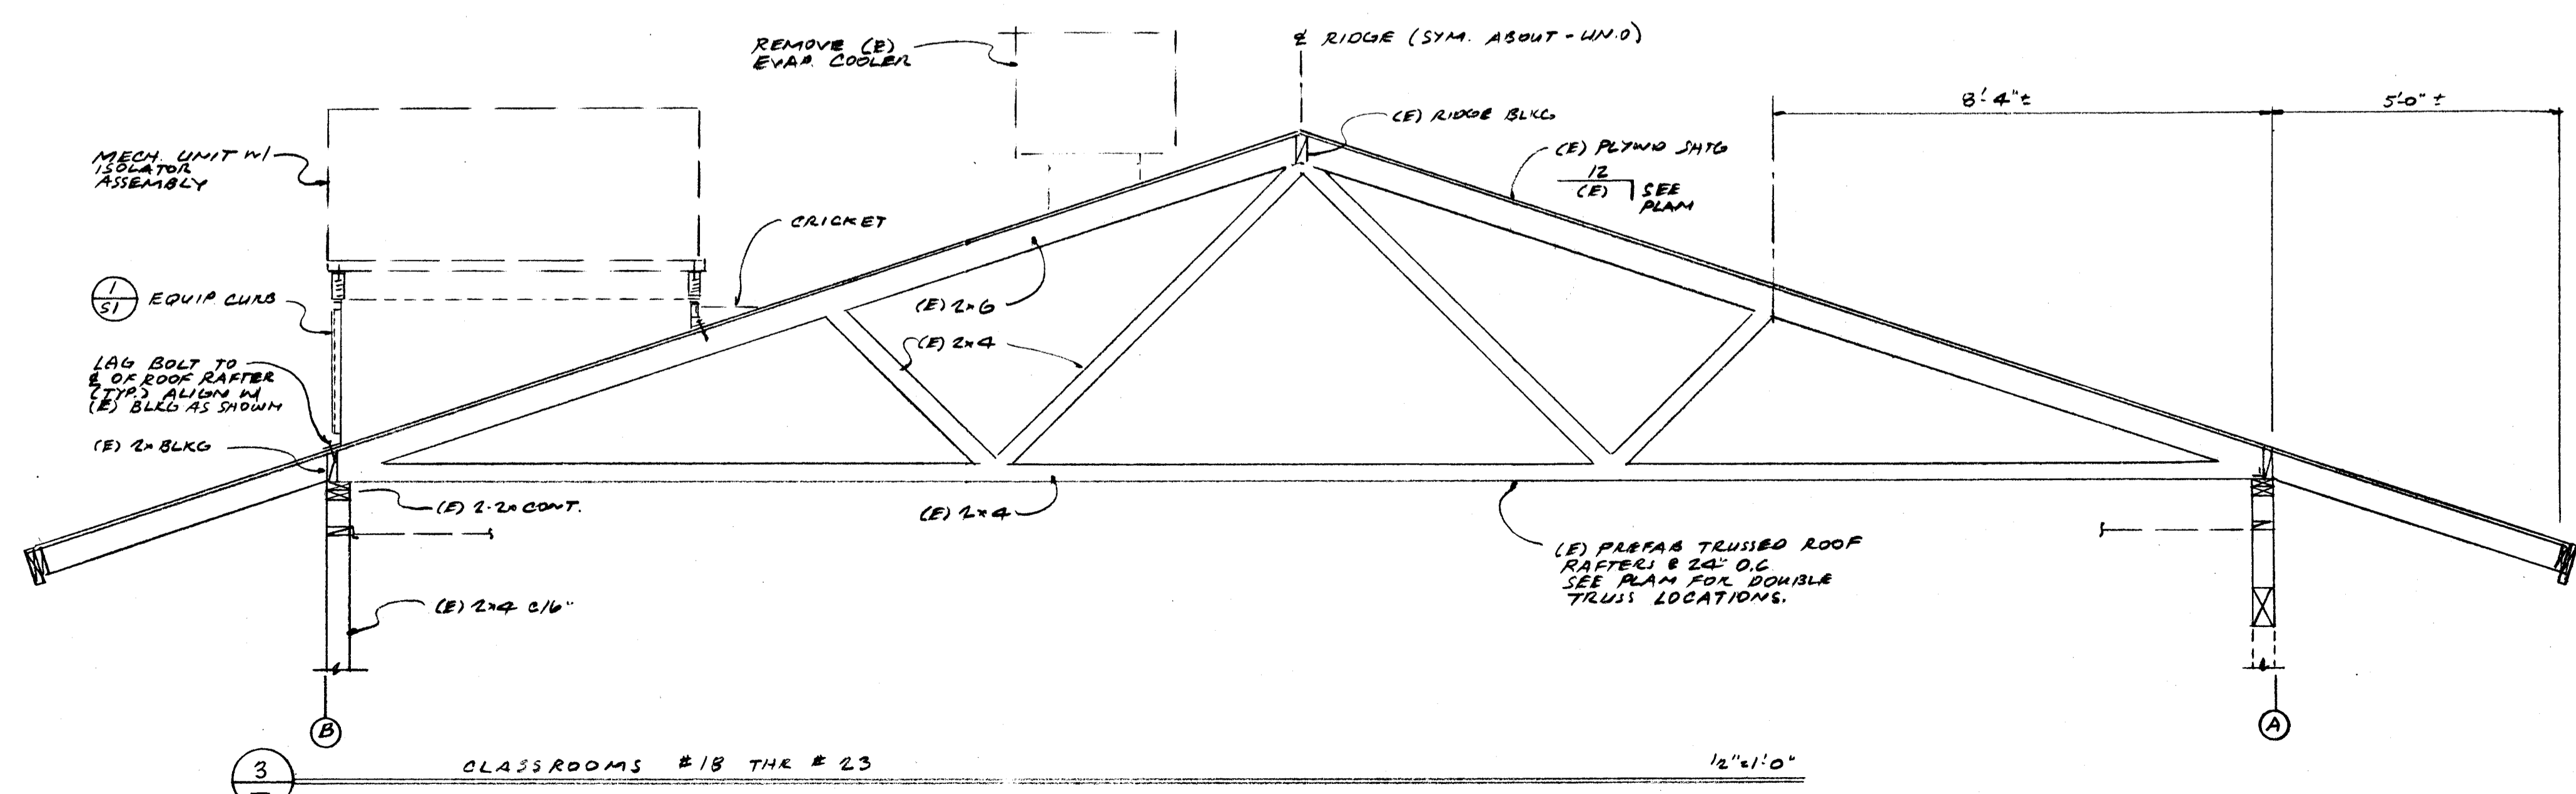 REMOVE (E)
EVAP. COOLER
℄ RIDGE (SYM. ABOUT - UN.O)
8'-4"±
5'-0"±
(E) RIDGE BLKG
MECH. UNIT W/
ISOLATOR
ASSEMBLY
(E) PLYWD SHTG
12
(E)
SEE
PLAN
CRICKET
1
S1
EQUIP. CURB
(E) 2x6
(E) 2x4
LAG BOLT TO
℄ OF ROOF RAFTER
(TYP.) ALIGN W/
(E) BLKG AS SHOWN
(E) 2x BLKG
(E) 2-2x CONT.
(E) 2x4
(E) PREFAB TRUSSED ROOF
RAFTERS @ 24" O.C.
SEE PLAN FOR DOUBLE
TRUSS LOCATIONS.
(E) 2x4 @16"
B
A
3
CLASSROOMS #18 THR #23
1/2"=1'-0"